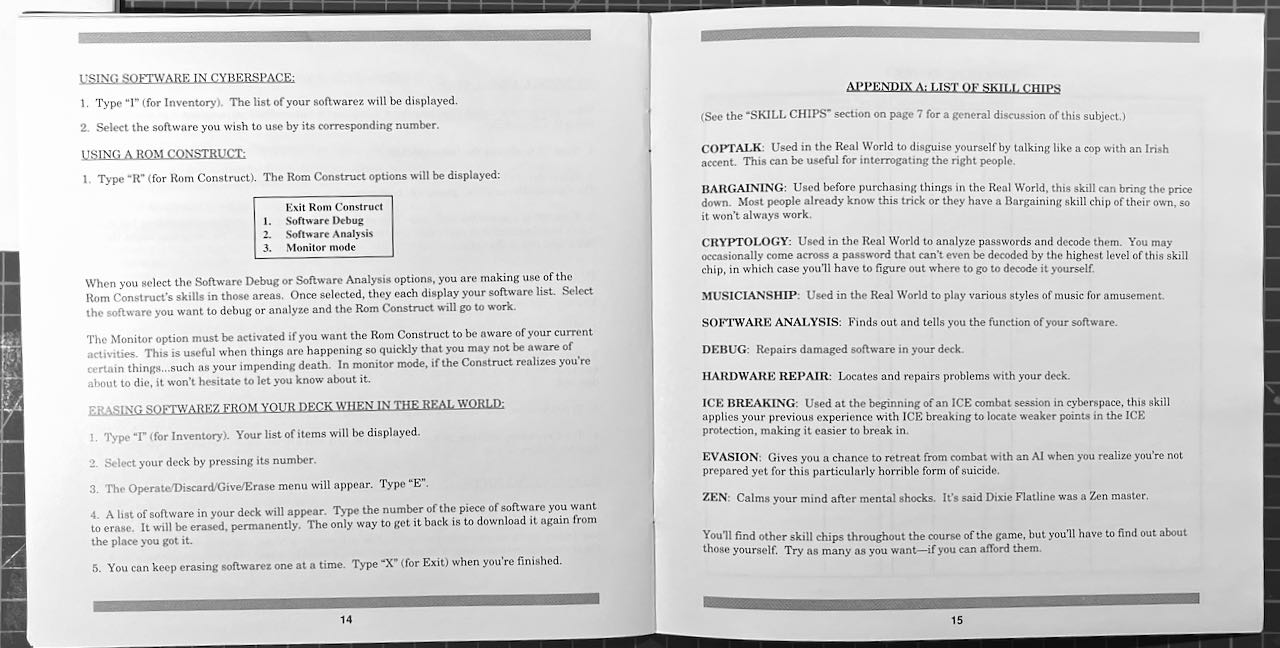 USING SOFTWARE IN CYBERSPACE:
1. Type “I” (for Inventory). The list of your softwarez will be displayed.
2. Select the software you wish to use by its corresponding number.
USING A ROM CONSTRUCT:
1. Type “R” (for Rom Construct). The Rom Construct options will be displayed:
Exit Rom Construct
1. Software Debug
2. Software Analysis
3. Monitor mode
When you select the Software Debug or Software Analysis options, you are making use of the
Rom Construct's skills in those areas. Once selected, they each display your software list. Select
the software you want to debug or analyze and the Rom Construct will go to work.
The Monitor option must be activated if you want the Rom Construct to be aware of your current
activities. This is useful when things are happening so quickly that you may not be aware of
certain things...such as your impending death. In monitor mode, if the Construct realizes you're
about to die, it won't hesitate to let you know about it.
ERASING SOFTWAREZ FROM YOUR DECK WHEN IN THE REAL WORLD:
1. Type “I” (for Inventory). Your list of items will be displayed.
2. Select your deck by pressing its number.
3. The Operate/Discard/Give/Erase menu will appear. Type “E”.
4. A list of software in your deck will appear. Type the number of the piece of software you want
to erase. It will be erased, permanently. The only way to get it back is to download it again from
the place you got it.
5. You can keep erasing softwarez one at a time. Type “X” (for Exit) when you're finished.
14
APPENDIX A: LIST OF SKILL CHIPS
(See the “SKILL CHIPS” section on page 7 for a general discussion of this subject.)
COPTALK: Used in the Real World to disguise yourself by talking like a cop with an Irish
accent. This can be useful for interrogating the right people.
BARGAINING: Used before purchasing things in the Real World, this skill can bring the price
down. Most people already know this trick or they have a Bargaining skill chip of their own, so
it won't always work.
CRYPTOLOGY: Used in the Real World to analyze passwords and decode them. You may
occasionally come across a password that can't even be decoded by the highest level of this skill
chip, in which case you'll have to figure out where to go to decode it yourself.
MUSICIANSHIP: Used in the Real World to play various styles of music for amusement.
SOFTWARE ANALYSIS: Finds out and tells you the function of your software.
DEBUG: Repairs damaged software in your deck.
HARDWARE REPAIR: Locates and repairs problems with your deck.
ICE BREAKING: Used at the beginning of an ICE combat session in cyberspace, this skill
applies your previous experience with ICE breaking to locate weaker points in the ICE
protection, making it easier to break in.
EVASION: Gives you a chance to retreat from combat with an AI when you realize you're not
prepared yet for this particularly horrible form of suicide.
ZEN: Calms your mind after mental shocks. It's said Dixie Flatline was a Zen master.
You'll find other skill chips throughout the course of the game, but you'll have to find out about
those yourself. Try as many as you want—if you can afford them.
15